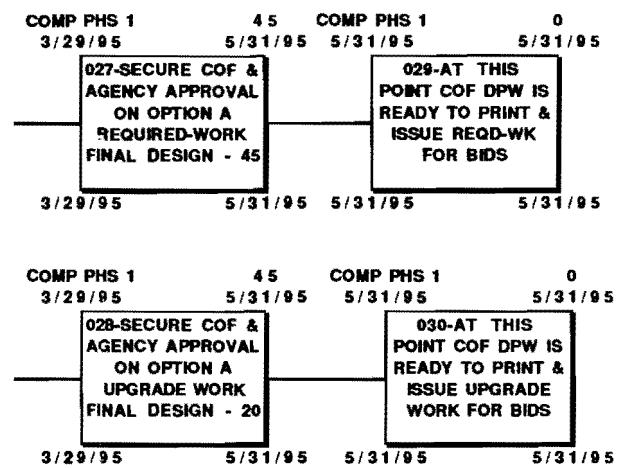 COMP PHS 1 45 COMP PHS 1 0
3/29/95 5/31/95 5/31/95 5/31/95
027-SECURE COF &
AGENCY APPROVAL
ON OPTION A
REQUIRED-WORK
FINAL DESIGN - 45
029-AT THIS
POINT COF DPW IS
READY TO PRINT &
ISSUE REQD-WK
FOR BIDS
3/29/95 5/31/95 5/31/95 5/31/95
COMP PHS 1 45 COMP PHS 1 0
3/29/95 5/31/95 5/31/95 5/31/95
028-SECURE COF &
AGENCY APPROVAL
ON OPTION A
UPGRADE WORK
FINAL DESIGN - 20
030-AT THIS
POINT COF DPW IS
READY TO PRINT &
ISSUE UPGRADE
WORK FOR BIDS
3/29/95 5/31/95 5/31/95 5/31/95